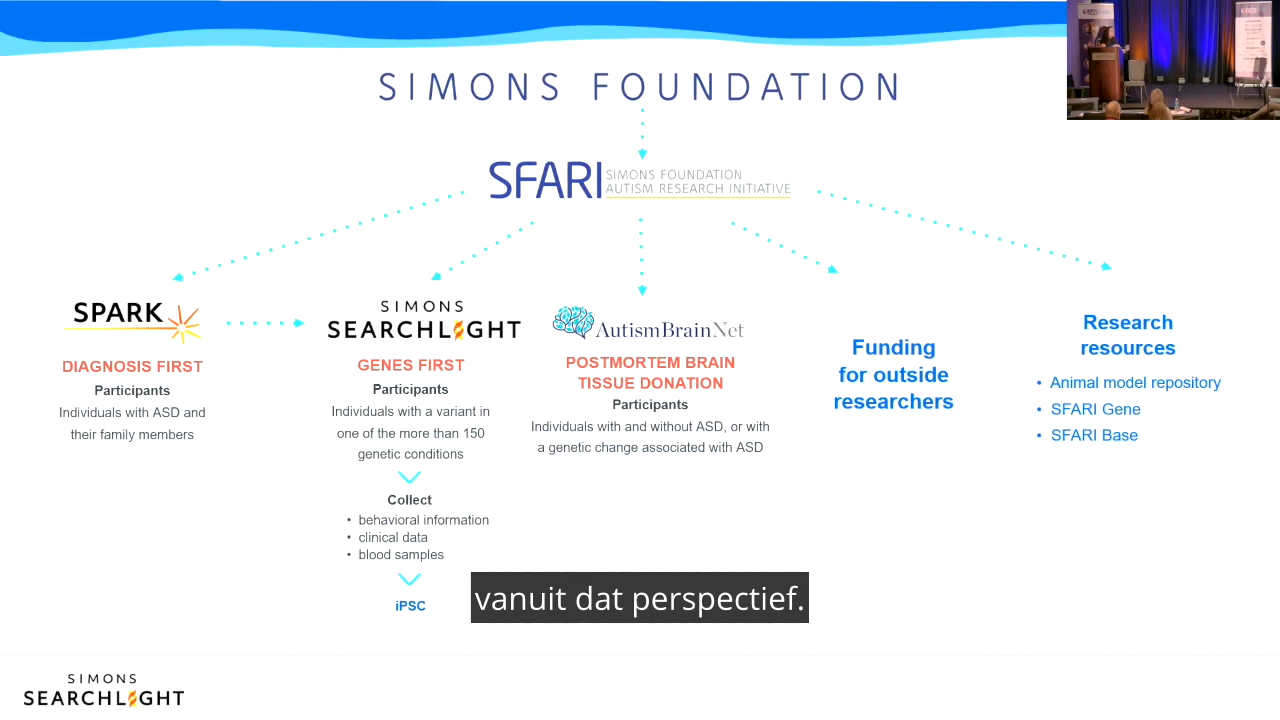 SIMONS FOUNDATION
SFARI SIMONS FOUNDATION
AUTISM RESEARCH INITIATIVE
SPARK
DIAGNOSIS FIRST
Participants
Individuals with ASD and
their family members
SIMONS
SEARCHLIGHT
GENES FIRST
Participants
Individuals with a variant in
one of the more than 150
genetic conditions
Collect
• behavioral information
• clinical data
• blood samples
iPSC
AutismBrainNet
POSTMORTEM BRAIN
TISSUE DONATION
Participants
Individuals with and without ASD, or with
a genetic change associated with ASD
Funding
for outside
researchers
Research
resources
• Animal model repository
• SFARI Gene
• SFARI Base
vanuit dat perspectief.
SIMONS
SEARCHLIGHT